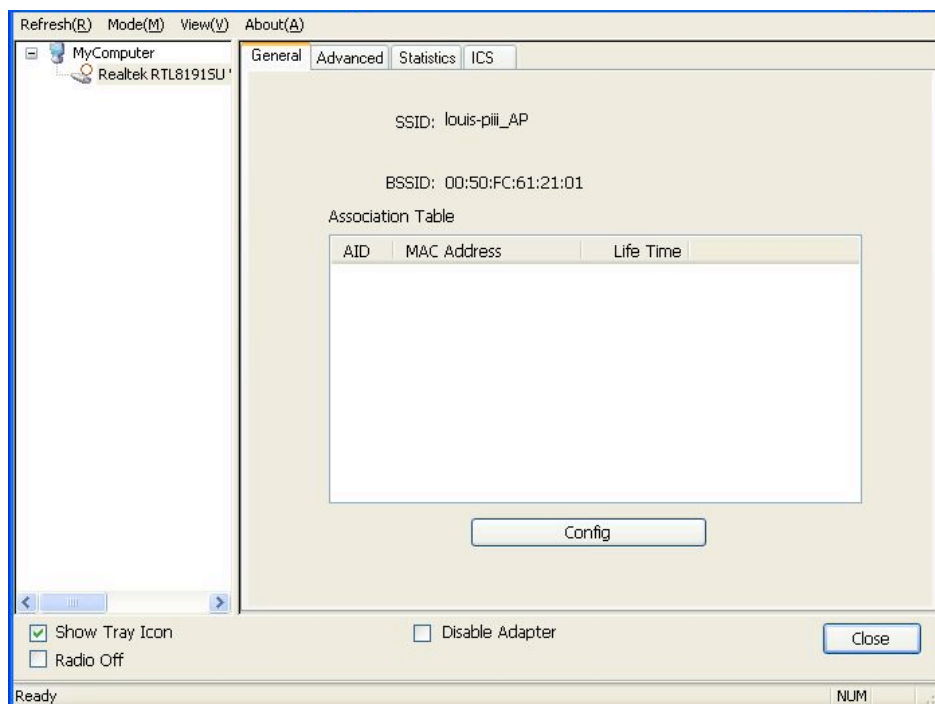 Refresh(R) Mode(M) View(V) About(A)
MyComputer
Realtek RTL8191SU '
General Advanced Statistics ICS
SSID: louis-piii_AP
BSSID: 00:50:FC:61:21:01
Association Table
AID MAC Address Life Time
Config
Show Tray Icon
Disable Adapter
Close
Radio Off
Ready
NUM